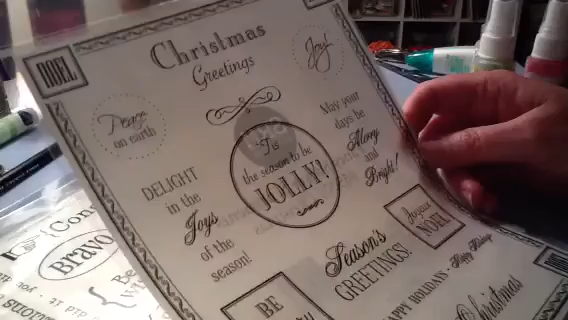 NOEL
Christmas
Greetings
Joy!
Peace
on earth
May your
days be
Merry
and
Bright!
'Tis
the season to be
JOLLY!
DELIGHT
in the
Joys
of the
season!
Joyeux
NOEL!
Season's
GREETINGS!
HAPPY HOLIDAYS
Happy Holidays
Christmas
BE
Bravo
did it